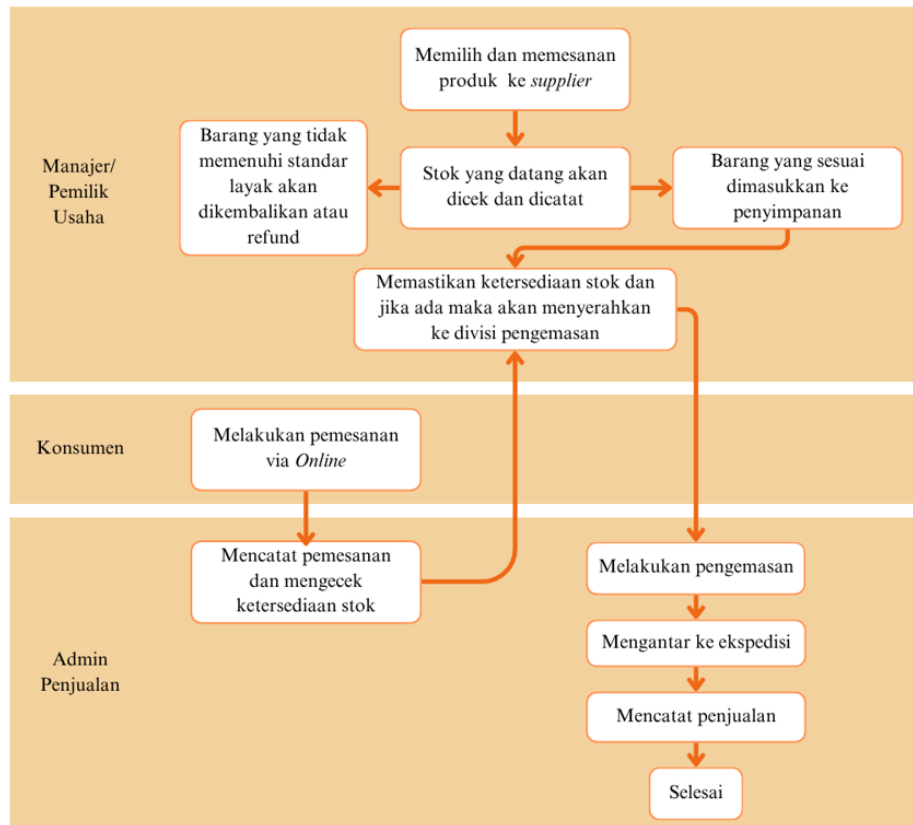 Memilih dan memesanan
produk ke supplier
Manajer/
Pemilik
Usaha
Barang yang tidak
memenuhi standar
layak akan
dikembalikan atau
refund
Stok yang datang akan
dicek dan dicatat
Barang yang sesuai
dimasukkan ke
penyimpanan
Memastikan ketersediaan stok dan
jika ada maka akan menyerahkan
ke divisi pengemasan
Konsumen
Melakukan pemesanan
via Online
Admin
Penjualan
Mencatat pemesanan
dan mengecek
ketersediaan stok
Melakukan pengemasan
Mengantar ke ekspedisi
Mencatat penjualan
Selesai